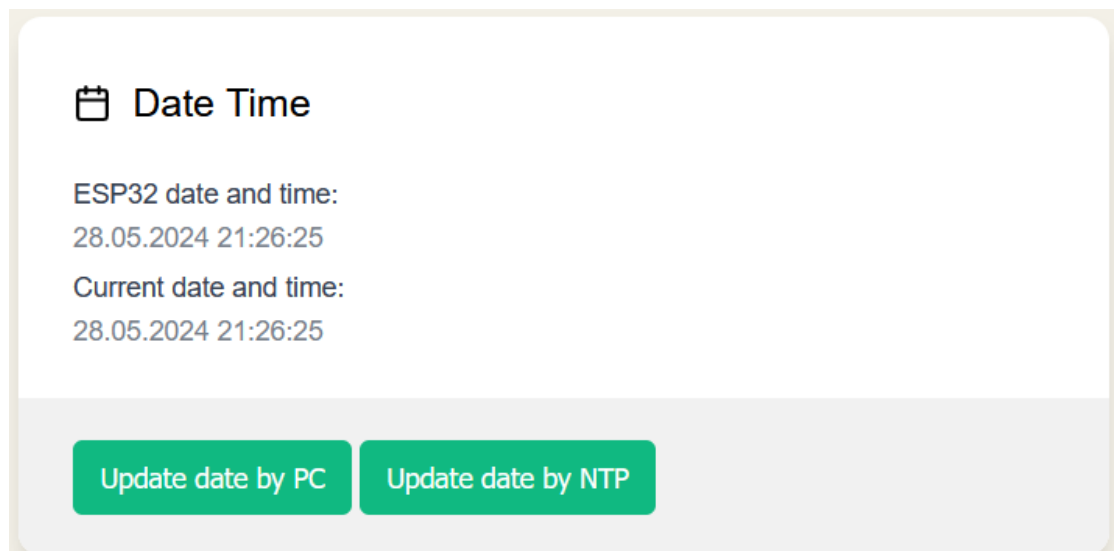 Date Time
ESP32 date and time:
28.05.2024 21:26:25
Current date and time:
28.05.2024 21:26:25
Update date by PC
Update date by NTP